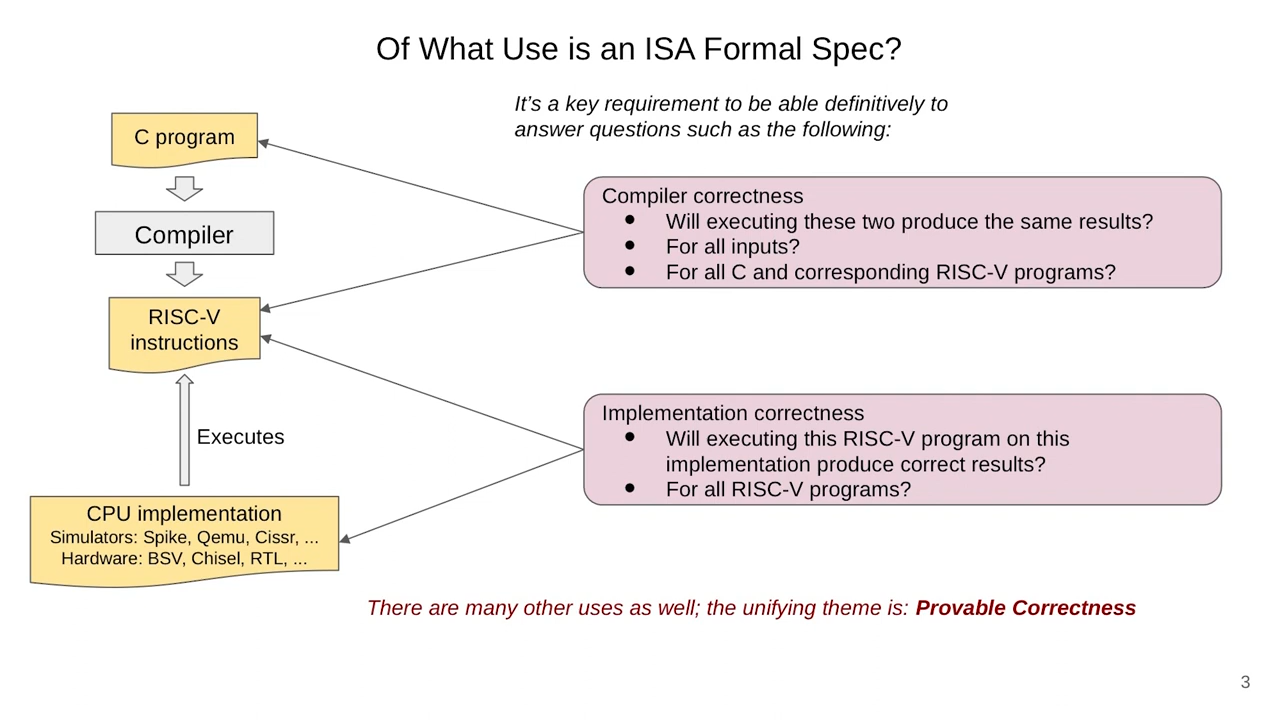 Of What Use is an ISA Formal Spec?
It's a key requirement to be able definitively to
answer questions such as the following:
C program
Compiler
RISC-V
instructions
Executes
CPU implementation
Simulators: Spike, Qemu, Cissr, ...
Hardware: BSV, Chisel, RTL, ...
Compiler correctness
● Will executing these two produce the same results?
● For all inputs?
● For all C and corresponding RISC-V programs?
Implementation correctness
● Will executing this RISC-V program on this
implementation produce correct results?
● For all RISC-V programs?
There are many other uses as well; the unifying theme is: Provable Correctness
3